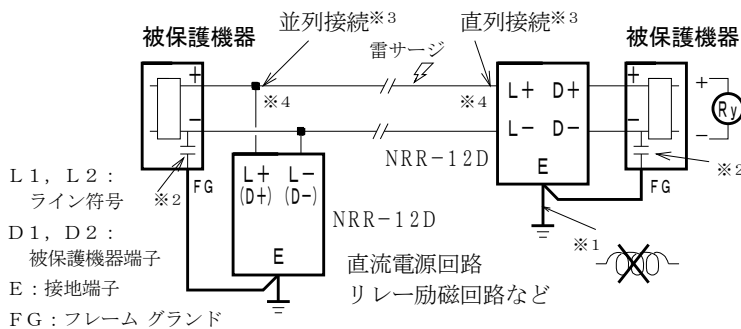 並列接続※3
直列接続※3
被保護機器
雷サージ
被保護機器
+
※4
※4
L+ D+
+
+
Ry
−
L− D−
−
−
NRR-12D
※2
L+ L−
(D+) (D−)
E
※2
FG
FG
L1, L2:
ライン符号
NRR-12D
※1
D1, D2:
被保護機器端子
E
直流電源回路
E:接地端子
リレー励磁回路など
FG:フレーム グランド